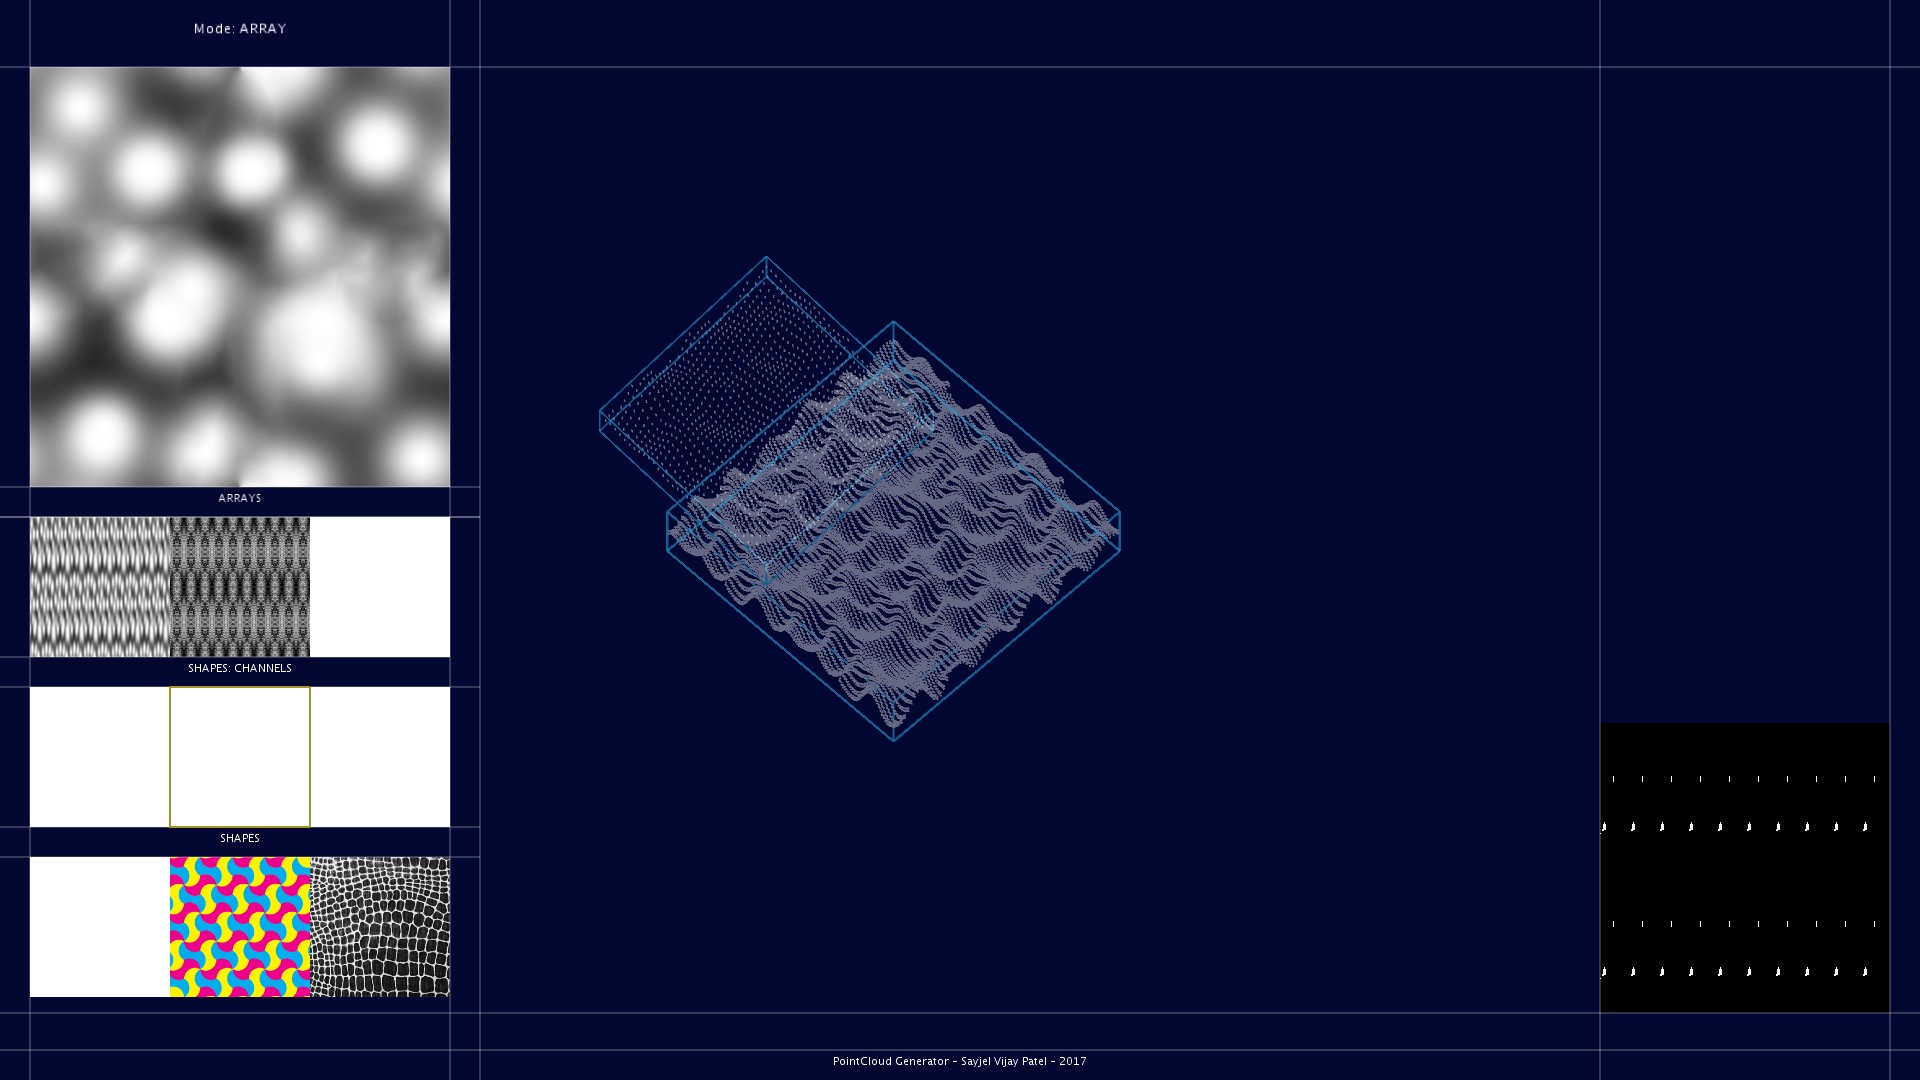 Mode: ARRAY
ARRAYS
SHAPES: CHANNELS
SHAPES
PointCloud Generator - Sayjel Vijay Patel - 2017